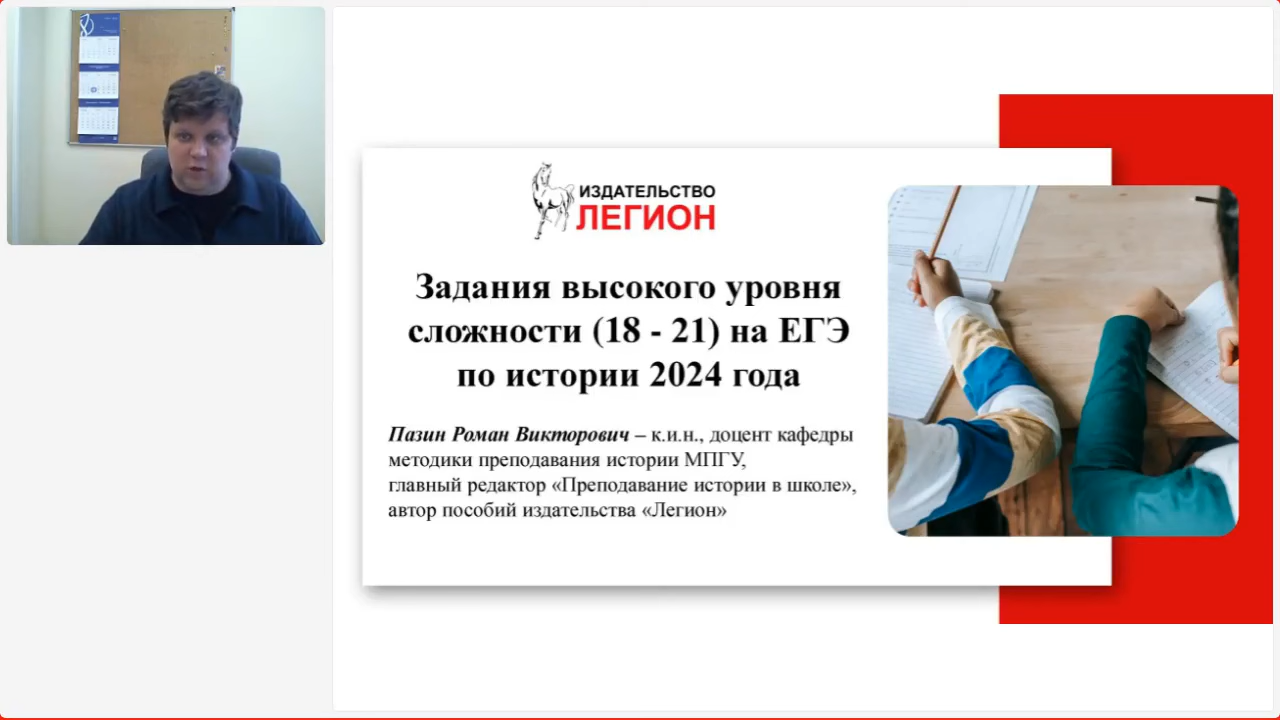 ИЗДАТЕЛЬСТВО
ЛЕГИОН
Задания высокого уровня
сложности (18 - 21) на ЕГЭ
по истории 2024 года
Пазин Роман Викторович – к.и.н., доцент кафедры
методики преподавания истории МПГУ,
главный редактор «Преподавание истории в школе»,
автор пособий издательства «Легион»